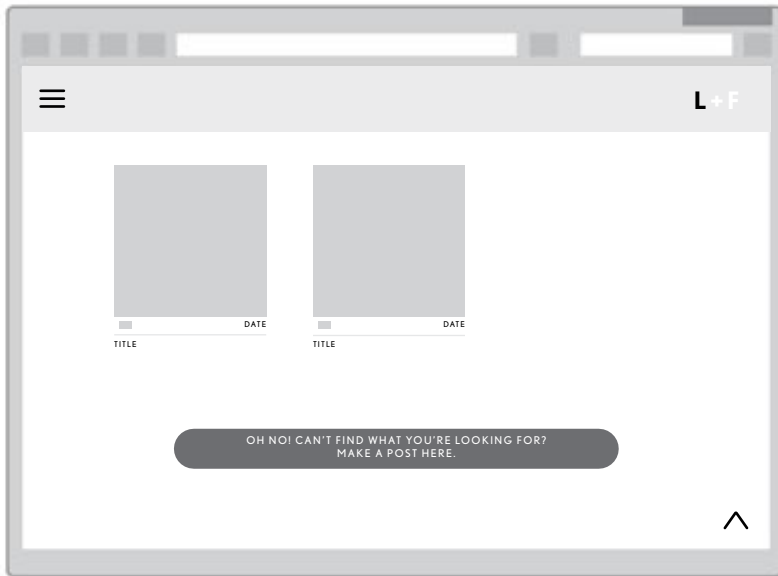 L+F
DATE DATE
TITLE TITLE
OH NO! CAN'T FIND WHAT YOU'RE LOOKING FOR?
MAKE A POST HERE.